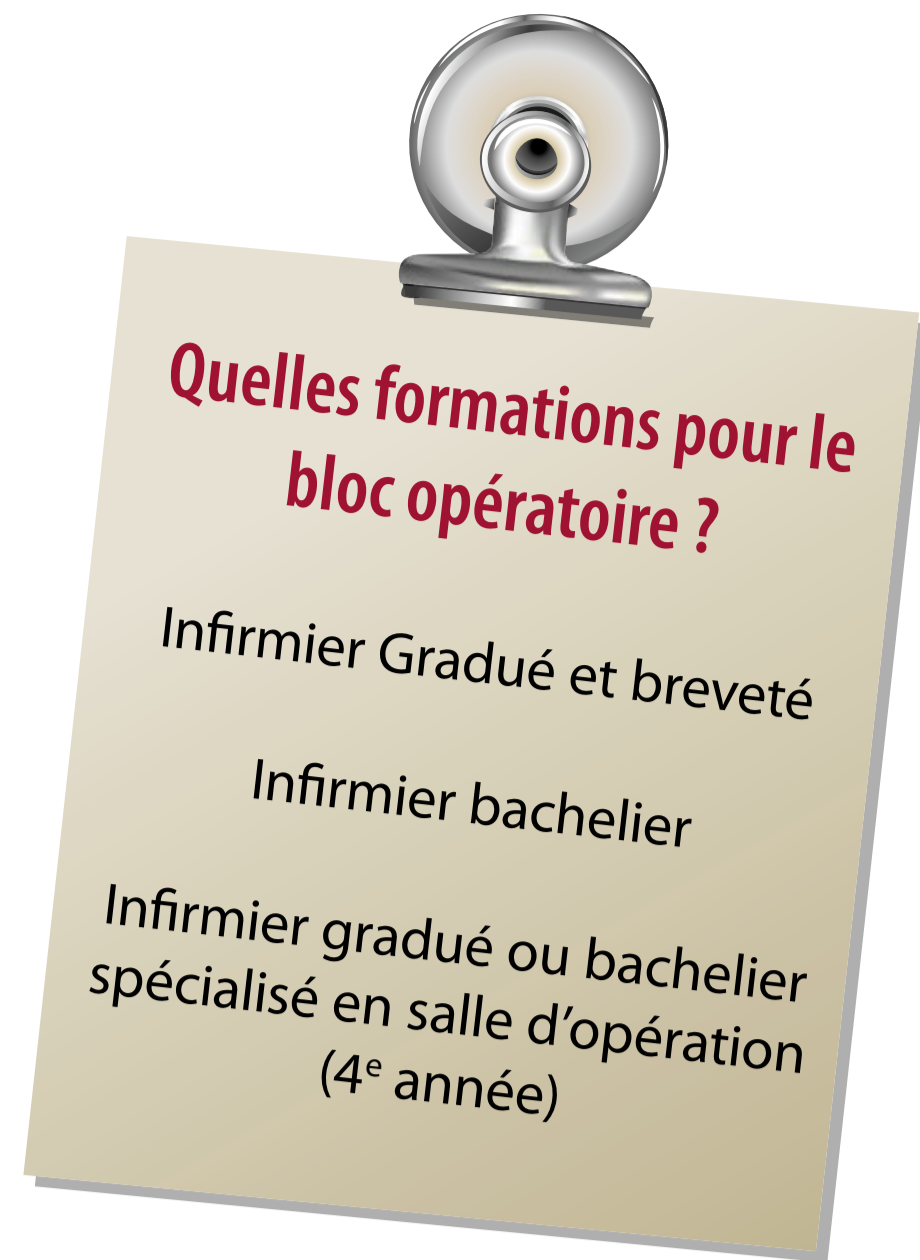 Quelles formations pour le
bloc opératoire ?
Infirmier Gradué et breveté
Infirmier bachelier
Infirmier gradué ou bachelier
spécialisé en salle d’opération
(4e année)